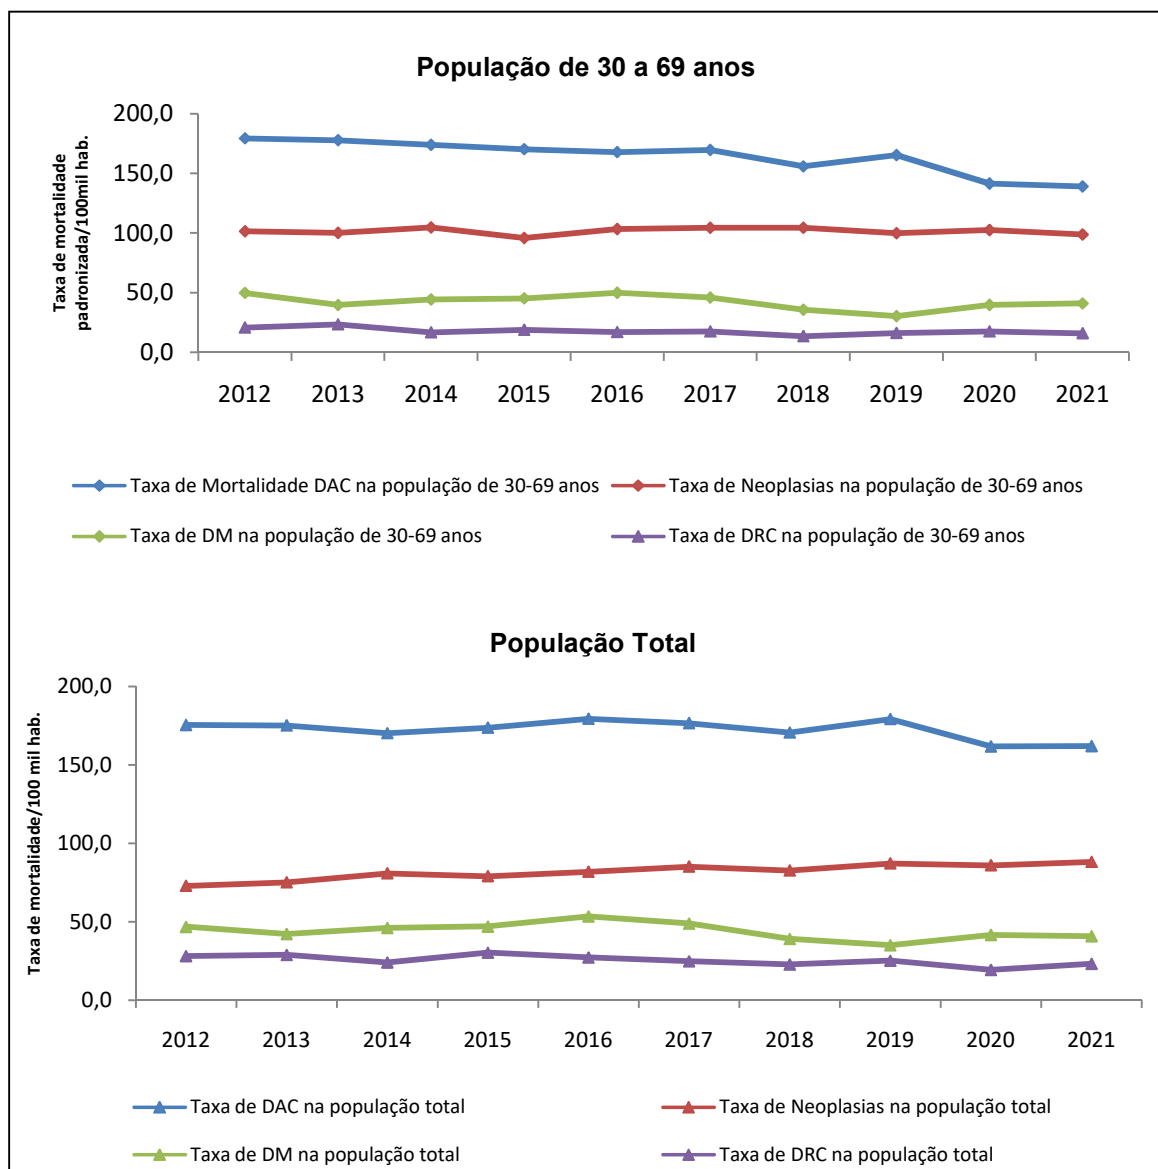 População de 30 a 69 anos
Taxa de mortalidade
padronizada/100mil hab.
200,0
150,0
100,0
50,0
0,0
2012 2013 2014 2015 2016 2017 2018 2019 2020 2021
Taxa de Mortalidade DAC na população de 30-69 anos Taxa de Neoplasias na população de 30-69 anos
Taxa de DM na população de 30-69 anos Taxa de DRC na população de 30-69 anos
População Total
Taxa de mortalidade/100 mil hab.
200,0
150,0
100,0
50,0
0,0
2012 2013 2014 2015 2016 2017 2018 2019 2020 2021
Taxa de DAC na população total Taxa de Neoplasias na população total
Taxa de DM na população total Taxa de DRC na população total